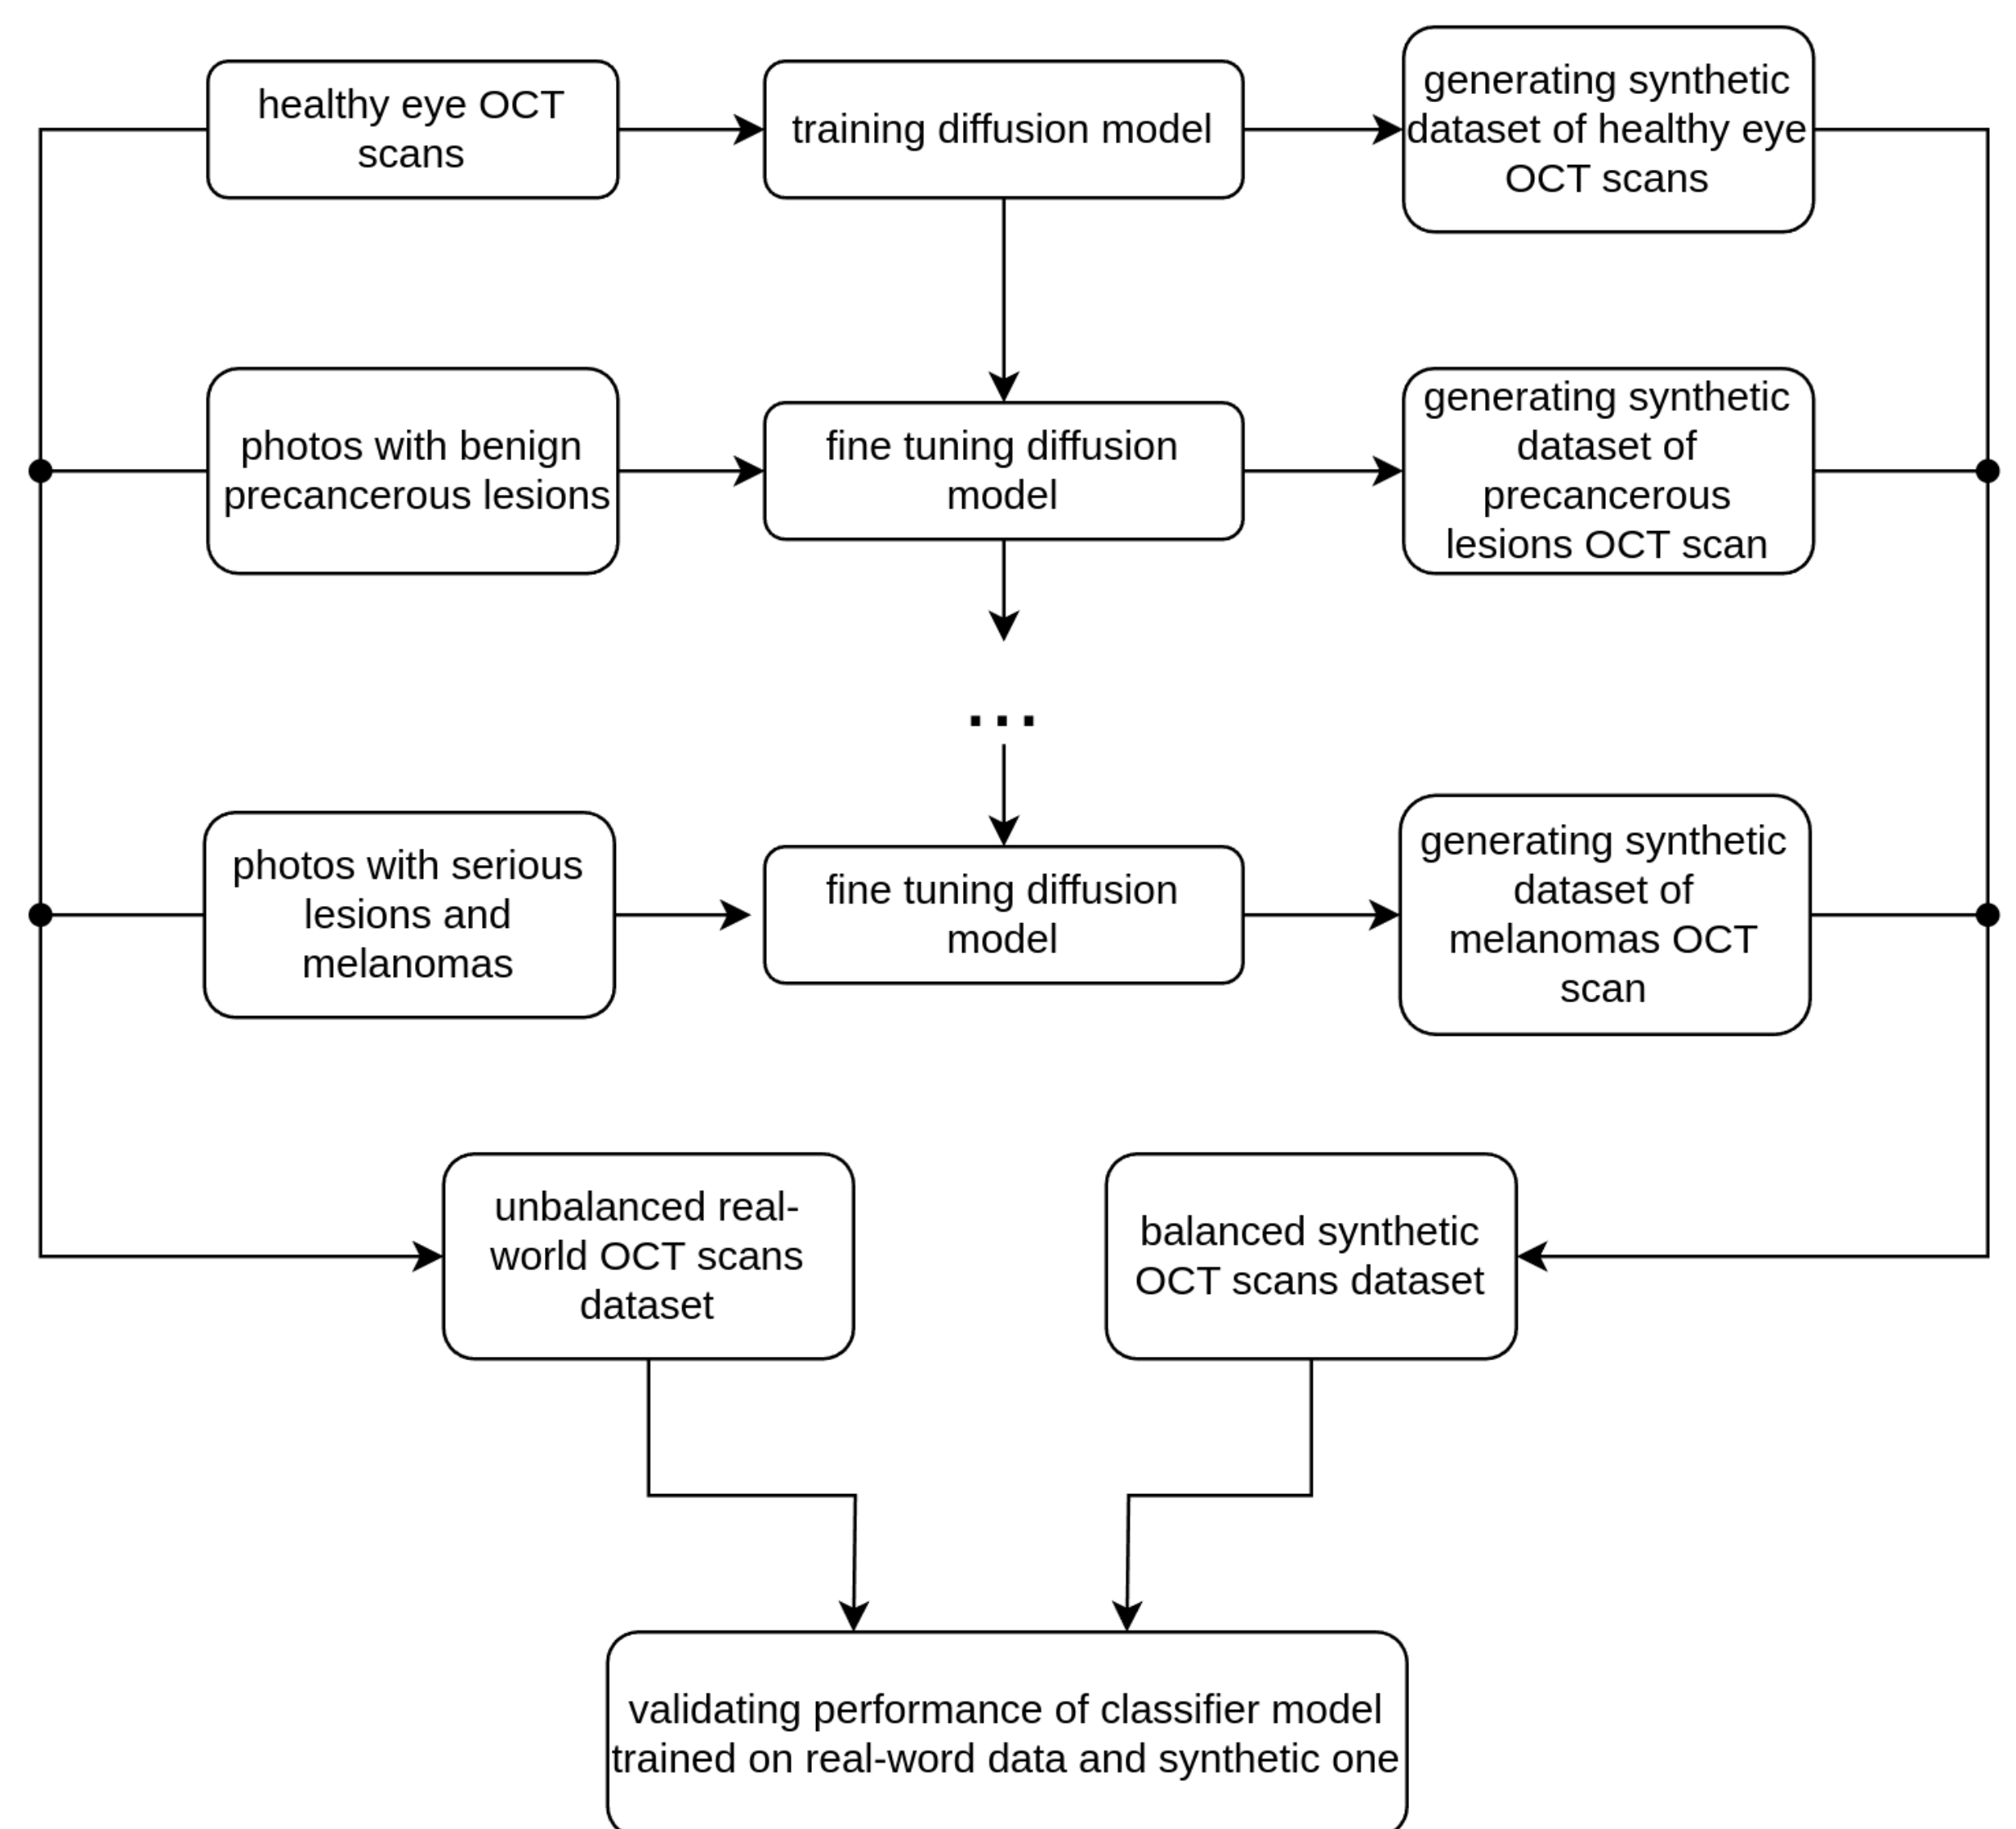 healthy eye OCT
scans
training diffusion model
generating synthetic
dataset of healthy eye
OCT scans
photos with benign
precancerous lesions
fine tuning diffusion
model
generating synthetic
dataset of
precancerous
lesions OCT scan
...
photos with serious
lesions and
melanomas
fine tuning diffusion
model
generating synthetic
dataset of
melanomas OCT
scan
unbalanced real-
world OCT scans
dataset
balanced synthetic
OCT scans dataset
validating performance of classifier model
trained on real-word data and synthetic one